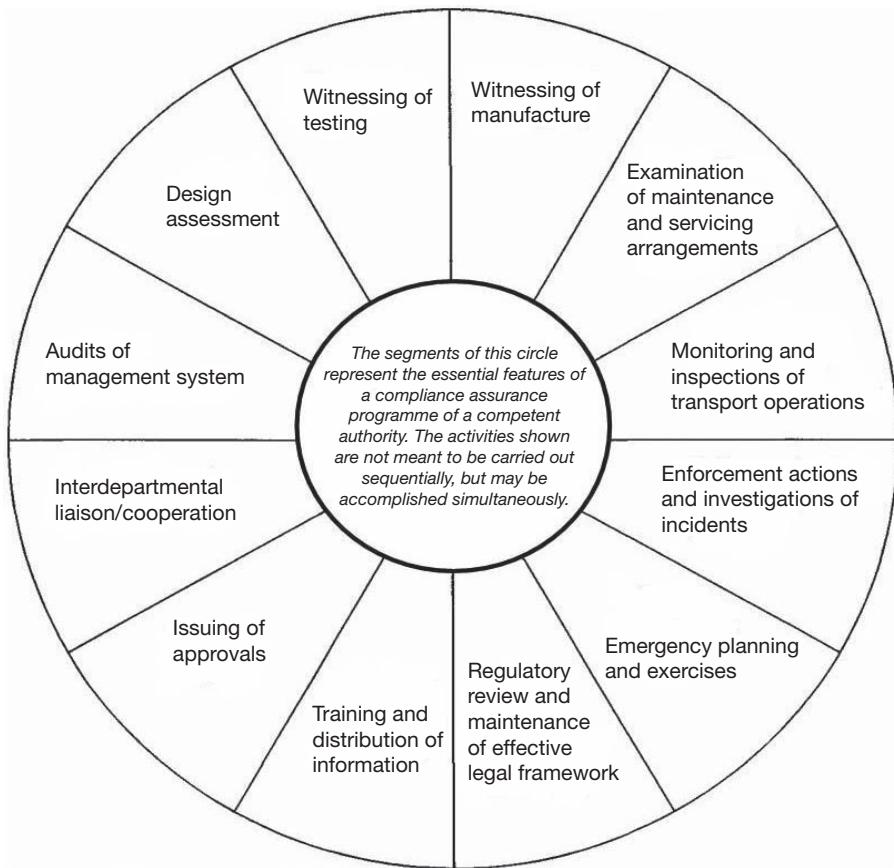 Witnessing of
testing
Witnessing of
manufacture
Examination
of maintenance
and servicing
arrangements
Monitoring and
inspections of
transport operations
Enforcement actions
and investigations of
incidents
Emergency planning
and exercises
Regulatory
review and
maintenance
of effective
legal framework
Training and
distribution of
information
Issuing of
approvals
Interdepartmental
liaison/cooperation
Audits of
management system
Design
assessment
The segments of this circle
represent the essential features of
a compliance assurance
programme of a competent
authority. The activities shown
are not meant to be carried out
sequentially, but may be
accomplished simultaneously.